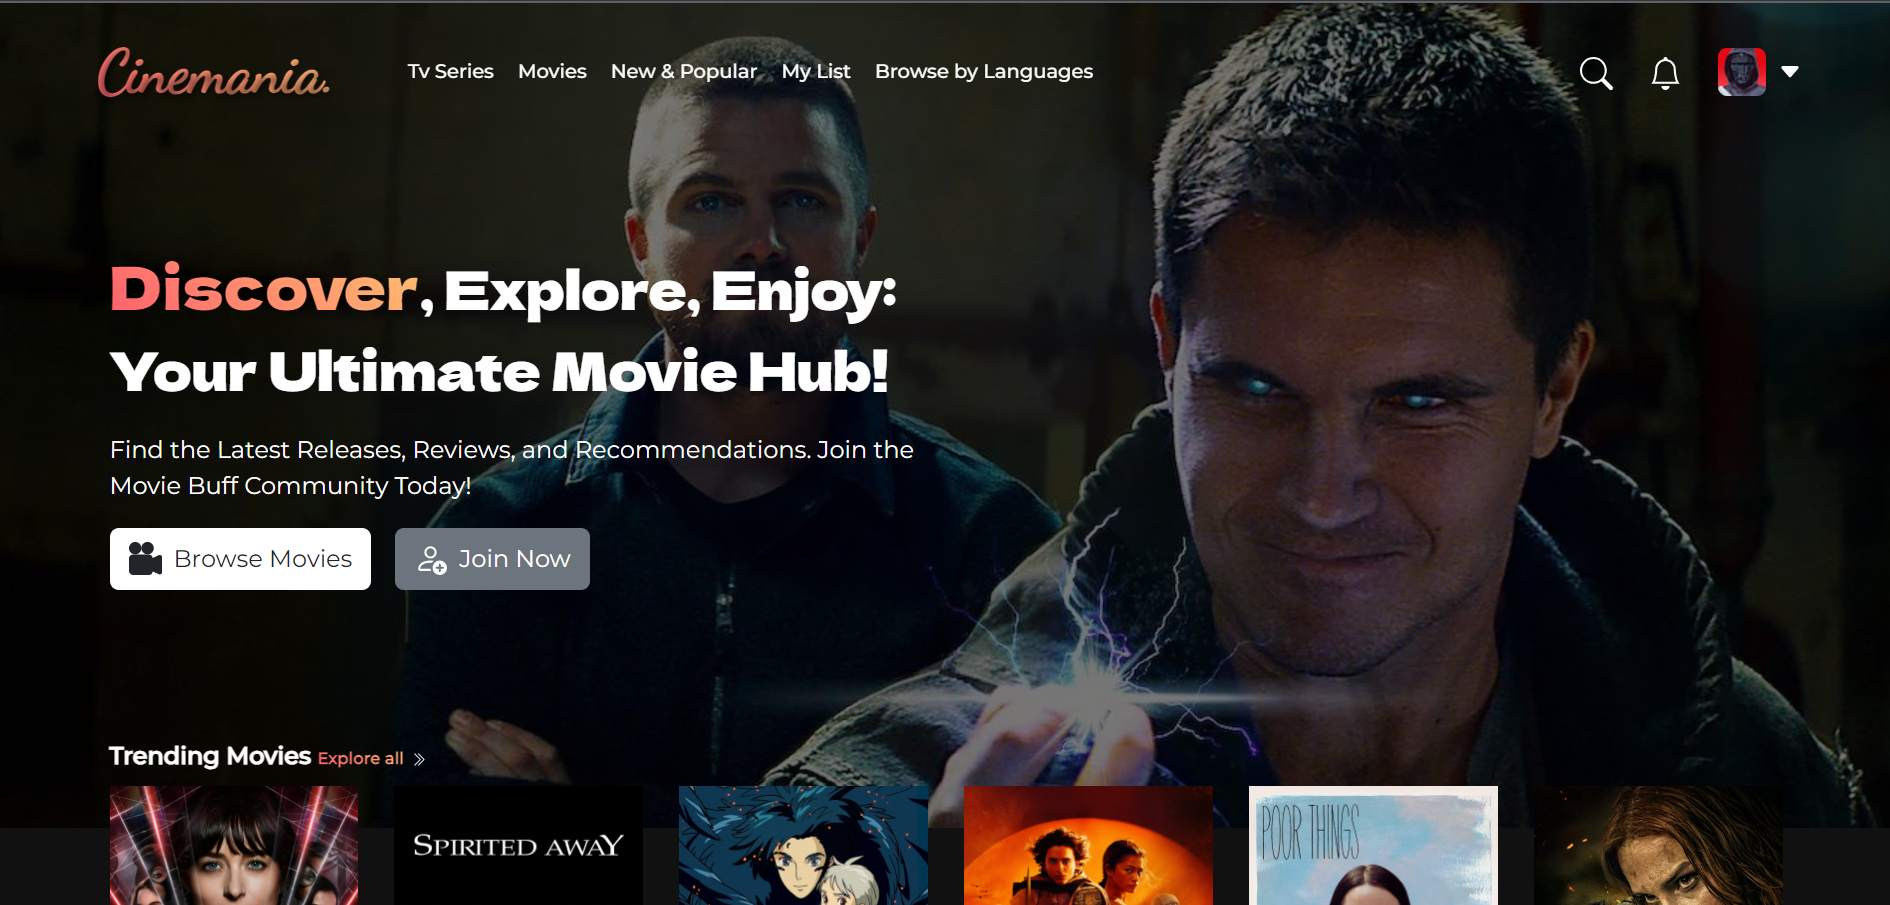 Cinemania.
Tv Series Movies New & Popular My List Browse by Languages
Discover, Explore, Enjoy:
Your Ultimate Movie Hub!
Find the Latest Releases, Reviews, and Recommendations. Join the
Movie Buff Community Today!
Browse Movies Join Now
Trending Movies Explore all
SPIRITED AWAY
POOR THINGS